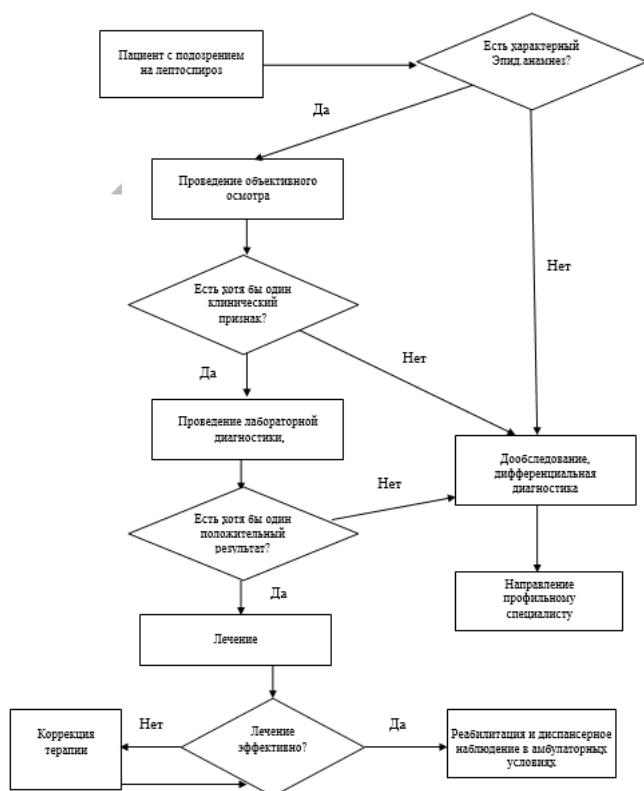 Пациент с подозрением
на лептоспироз
Есть характерный
Эпид.анамнез?
Да
Проведение объективного
осмотра
Нет
Есть хотя бы один
клинический
признак?
Нет
Да
Проведение лабораторной
диагностики,
Дообследование,
дифференциальная
диагностика
Нет
Есть хотя бы один
положительный
результат?
Направление
профильному
специалисту
Да
Лечение
Коррекция
терапии
Нет
Лечение
эффективно?
Да
Реабилитация и диспансерное
наблюдение в амбулаторных
условиях